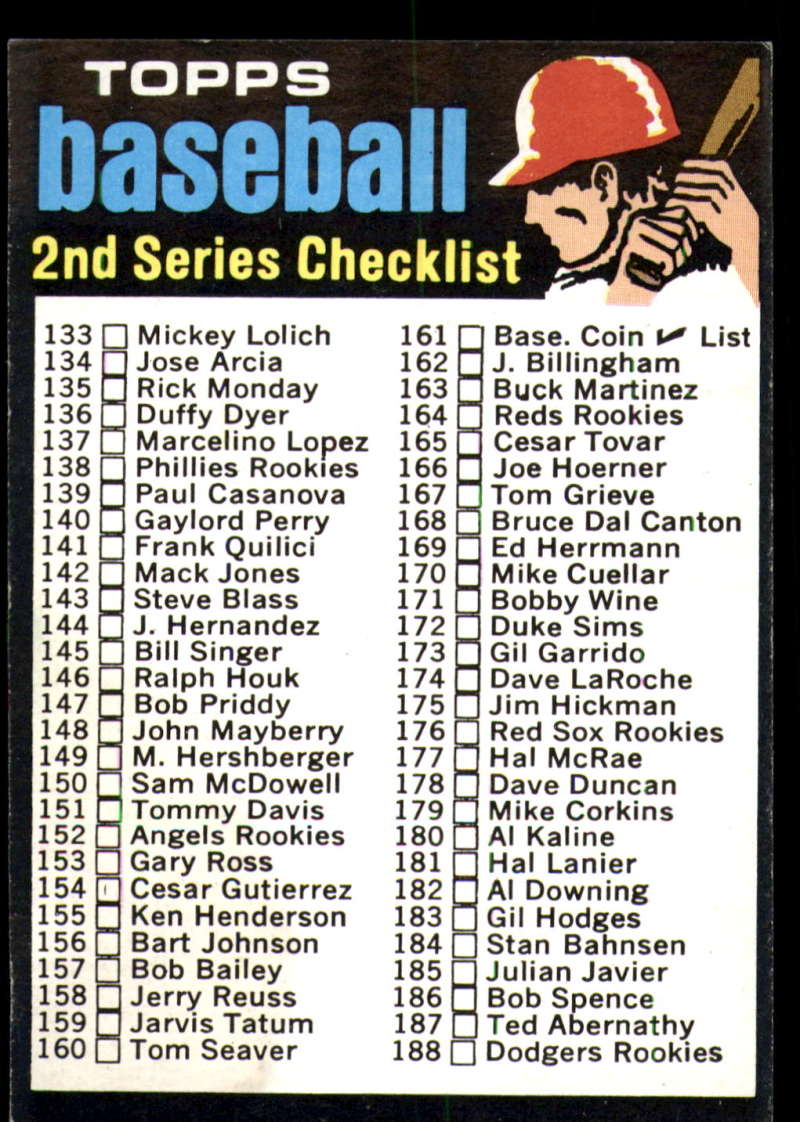 TOPPS
baseball
2nd Series Checklist
133 Mickey Lolich
134 Jose Arcia
135 Rick Monday
136 Duffy Dyer
137 Marcelino Lopez
138 Phillies Rookies
139 Paul Casanova
140 Gaylord Perry
141 Frank Quilici
142 Mack Jones
143 Steve Blass
144 J. Hernandez
145 Bill Singer
146 Ralph Houk
147 Bob Priddy
148 John Mayberry
149 M. Hershberger
150 Sam McDowell
151 Tommy Davis
152 Angels Rookies
153 Gary Ross
154 Cesar Gutierrez
155 Ken Henderson
156 Bart Johnson
157 Bob Bailey
158 Jerry Reuss
159 Jarvis Tatum
160 Tom Seaver
161 Base. Coin ✓ List
162 J. Billingham
163 Buck Martinez
164 Reds Rookies
165 Cesar Tovar
166 Joe Hoerner
167 Tom Grieve
168 Bruce Dal Canton
169 Ed Herrmann
170 Mike Cuellar
171 Bobby Wine
172 Duke Sims
173 Gil Garrido
174 Dave LaRoche
175 Jim Hickman
176 Red Sox Rookies
177 Hal McRae
178 Dave Duncan
179 Mike Corkins
180 Al Kaline
181 Hal Lanier
182 Al Downing
183 Gil Hodges
184 Stan Bahnsen
185 Julian Javier
186 Bob Spence
187 Ted Abernathy
188 Dodgers Rookies